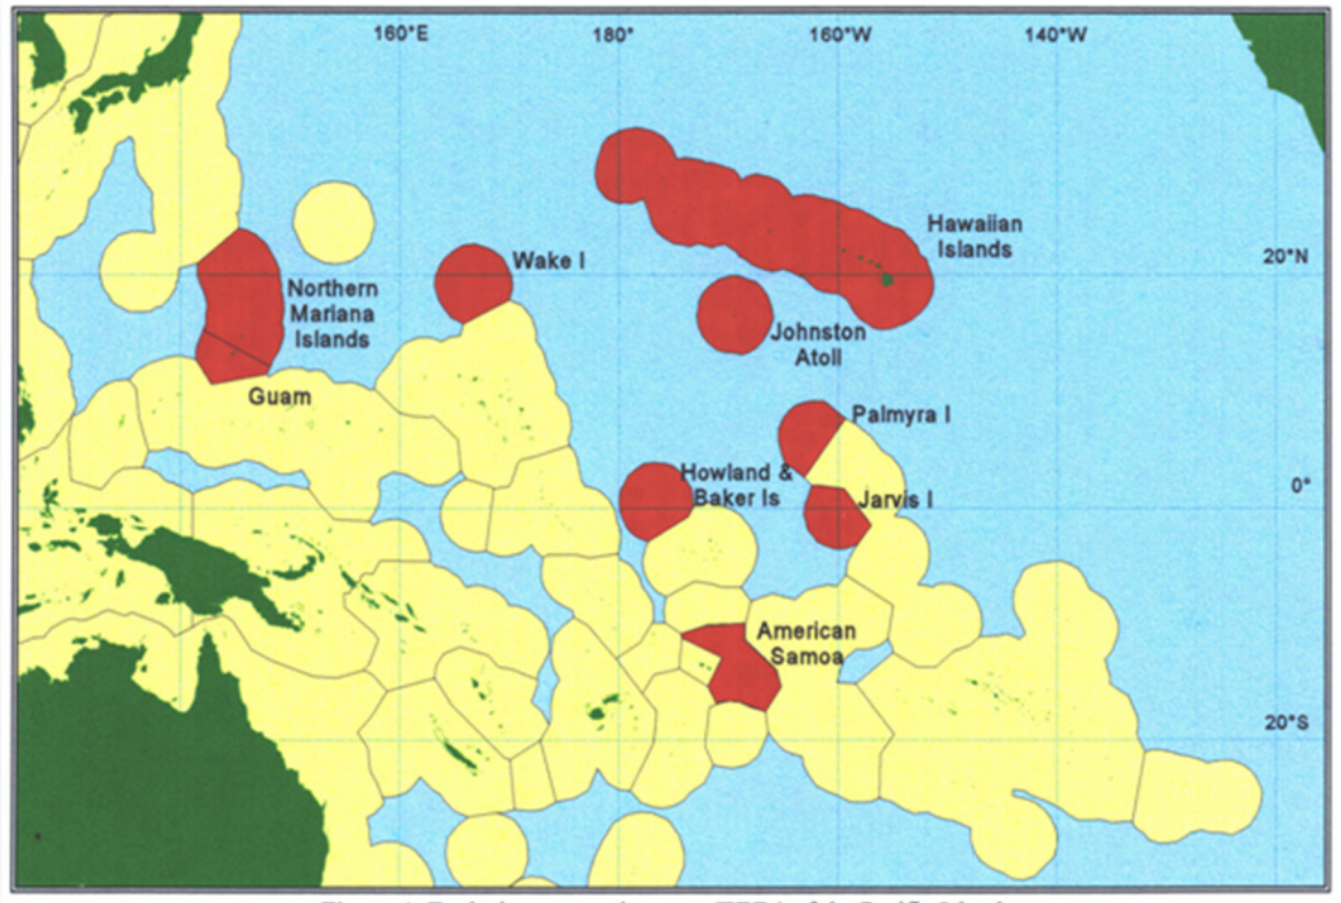 160°E 180° 160°W 140°W
Hawaiian
Islands
Wake I
20°N
Northern
Mariana
Islands
Johnston
Atoll
Guam
Palmyra I
Howland &
Baker Is
0°
Jarvis I
American
Samoa
20°S